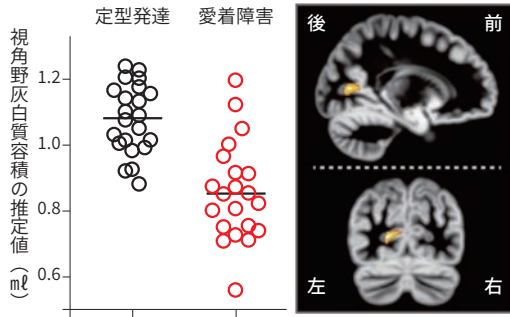 定型発達 愛着障害
視角野灰白質容積の推定値（㎖）
1.2
1.0
0.8
0.6
後 前
左 右